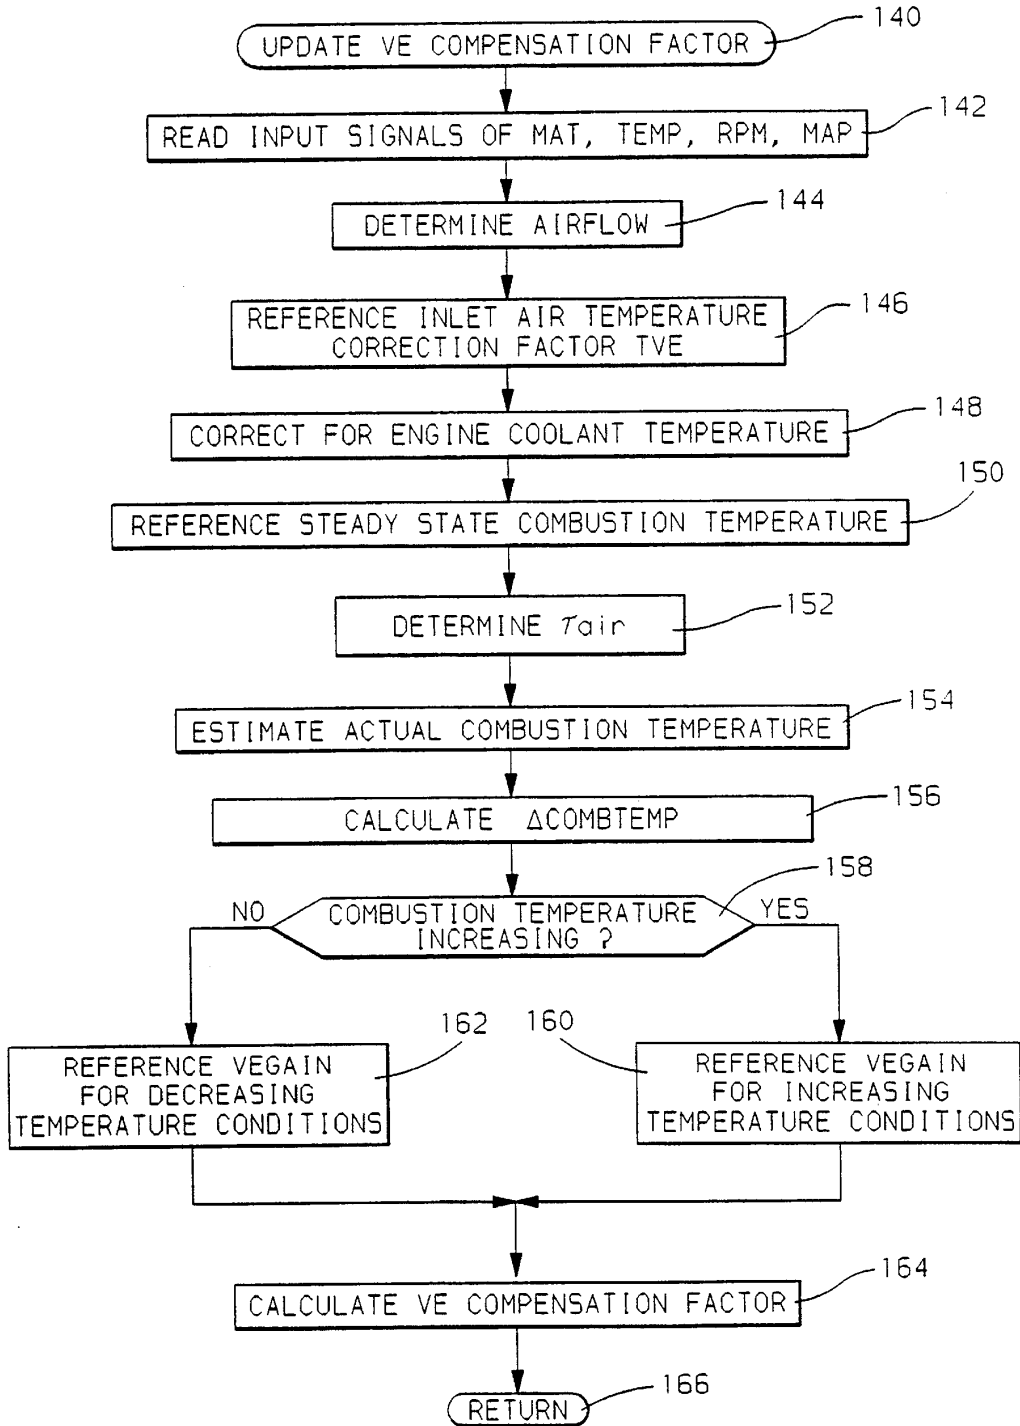 UPDATE VE COMPENSATION FACTOR
140
READ INPUT SIGNALS OF MAT, TEMP, RPM, MAP
142
DETERMINE AIRFLOW
144
REFERENCE INLET AIR TEMPERATURE
CORRECTION FACTOR TVE
146
CORRECT FOR ENGINE COOLANT TEMPERATURE
148
REFERENCE STEADY STATE COMBUSTION TEMPERATURE
150
DETERMINE τair
152
ESTIMATE ACTUAL COMBUSTION TEMPERATURE
154
CALCULATE ΔCOMBTEMP
156
158
NO
COMBUSTION TEMPERATURE
INCREASING ?
YES
162
REFERENCE VEGAIN
FOR DECREASING
TEMPERATURE CONDITIONS
160
REFERENCE VEGAIN
FOR INCREASING
TEMPERATURE CONDITIONS
CALCULATE VE COMPENSATION FACTOR
164
RETURN
166